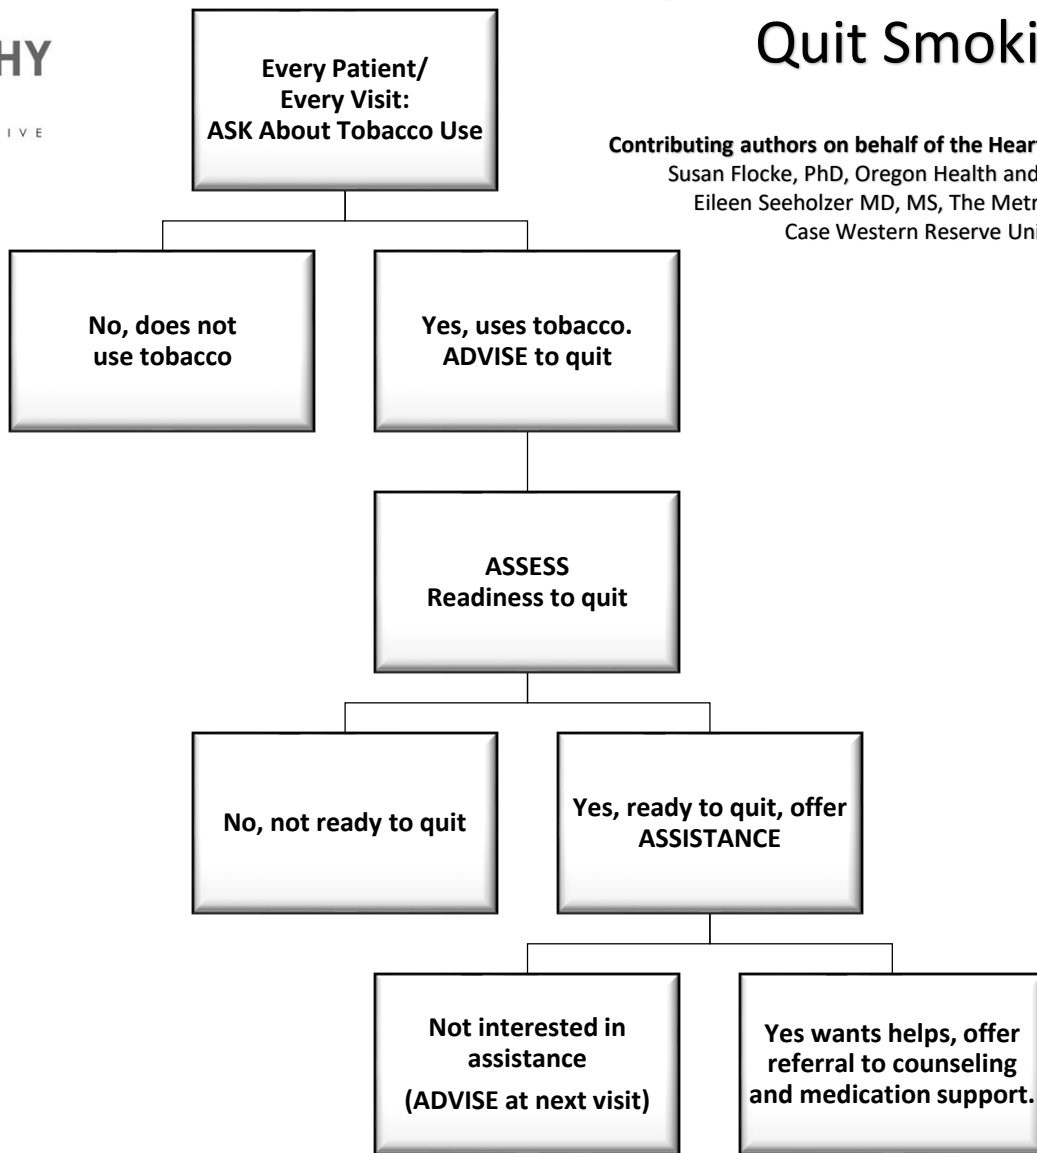 HY
IVE
Quit Smoki
Contributing authors on behalf of the Hear
Susan Flocke, PhD, Oregon Health and
Eileen Seeholzer MD, MS, The Metr
Case Western Reserve Uni
Every Patient/
Every Visit:
ASK About Tobacco Use
No, does not
use tobacco
Yes, uses tobacco.
ADVISE to quit
ASSESS
Readiness to quit
No, not ready to quit
Yes, ready to quit, offer
ASSISTANCE
Not interested in
assistance
(ADVISE at next visit)
Yes wants helps, offer
referral to counseling
and medication support.